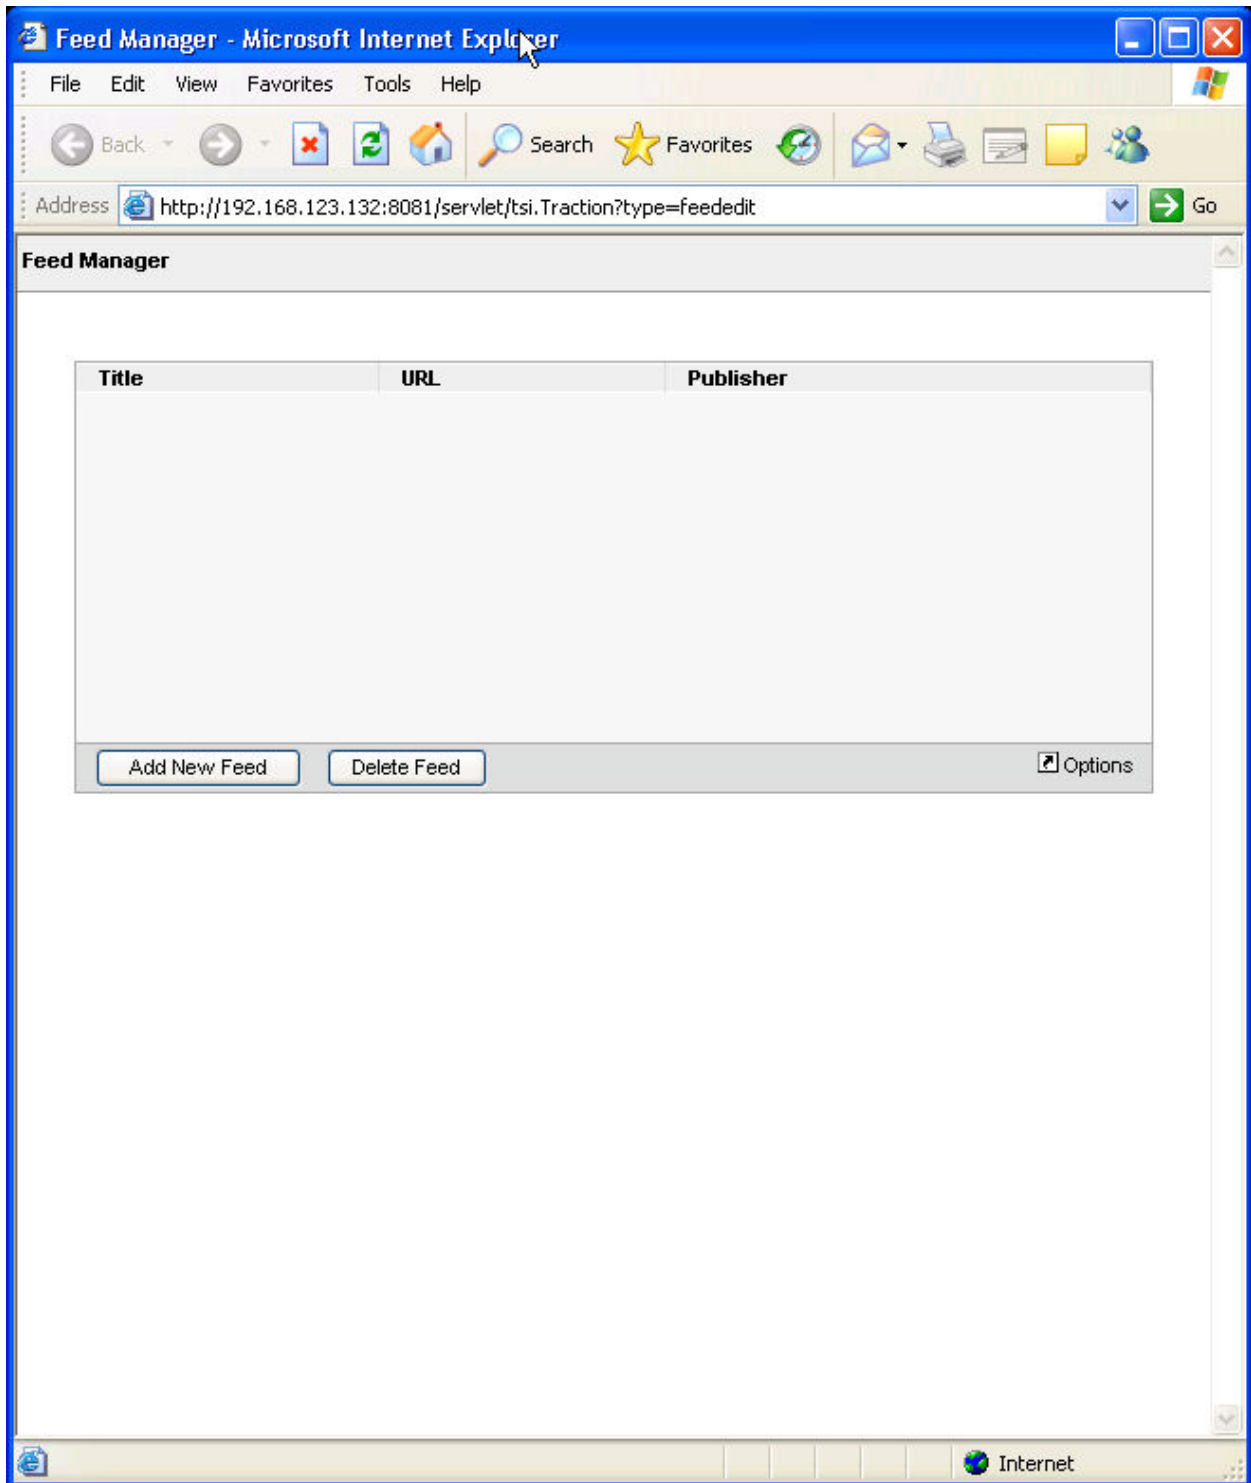 Feed Manager - Microsoft Internet Explorer
File Edit View Favorites Tools Help
Back Search Favorites
Address http://192.168.123.132:8081/servlet/tsi.Traction?type=feededit Go
Feed Manager
Title URL Publisher
Add New Feed Delete Feed Options
Internet